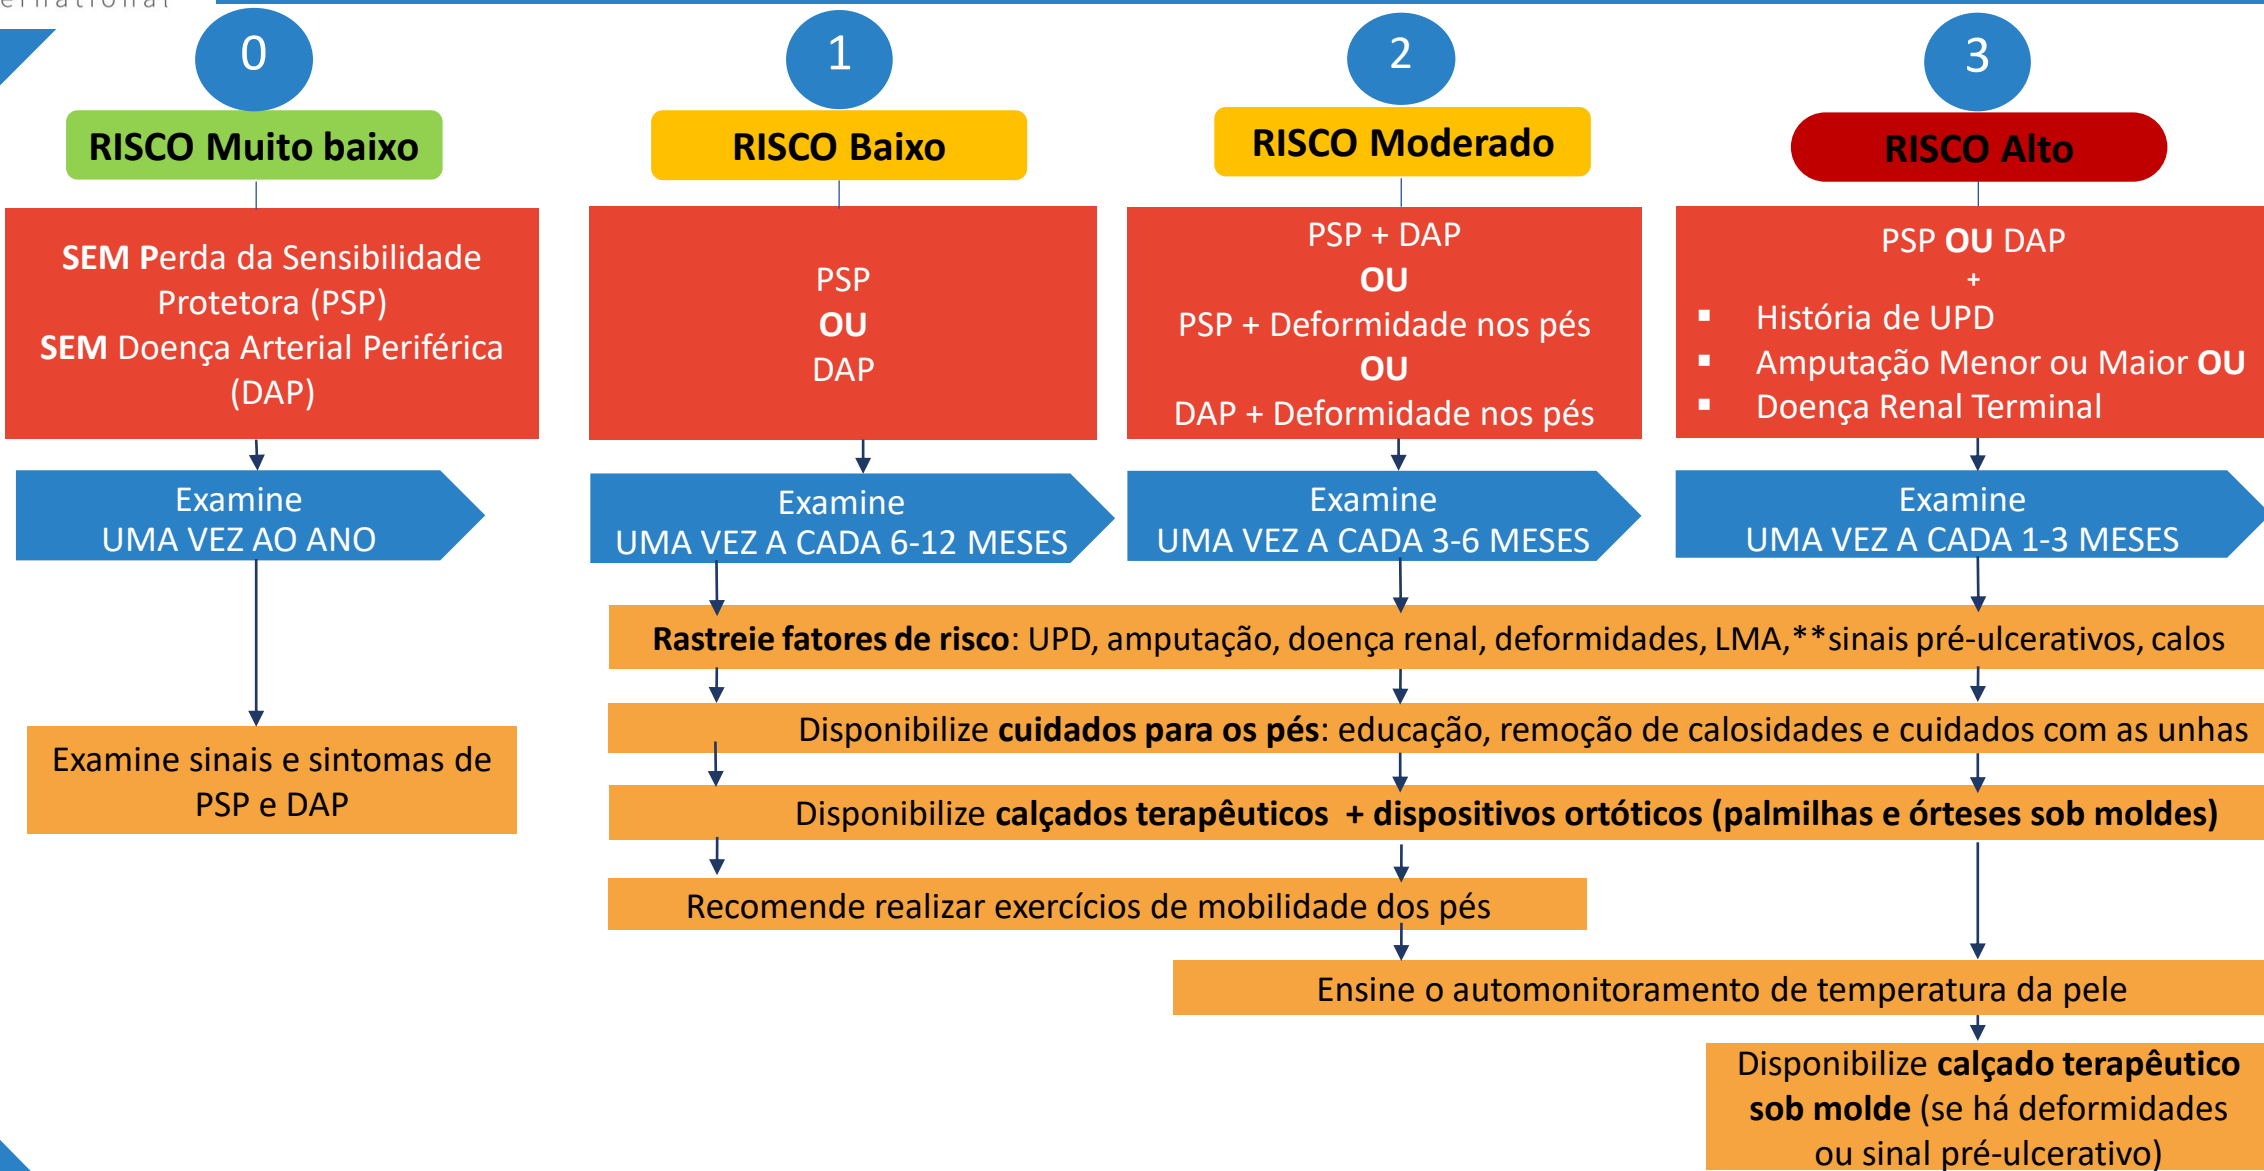 0
1
2
3
RISCO Muito baixo
RISCO Baixo
RISCO Moderado
RISCO Alto
SEM Perda da Sensibilidade
Protetora (PSP)
SEM Doença Arterial Periférica
(DAP)
PSP
OU
DAP
PSP + DAP
OU
PSP + Deformidade nos pés
OU
DAP + Deformidade nos pés
PSP OU DAP
+
▪ História de UPD
▪ Amputação Menor ou Maior OU
▪ Doença Renal Terminal
Examine
UMA VEZ AO ANO
Examine
UMA VEZ A CADA 6-12 MESES
Examine
UMA VEZ A CADA 3-6 MESES
Examine
UMA VEZ A CADA 1-3 MESES
Examine sinais e sintomas de
PSP e DAP
Rastreie fatores de risco: UPD, amputação, doença renal, deformidades, LMA,**sinais pré-ulcerativos, calos
Disponibilize cuidados para os pés: educação, remoção de calosidades e cuidados com as unhas
Disponibilize calçados terapêuticos + dispositivos ortóticos (palmilhas e órteses sob moldes)
Recomende realizar exercícios de mobilidade dos pés
Ensine o automonitoramento de temperatura da pele
Disponibilize calçado terapêutico
sob molde (se há deformidades
ou sinal pré-ulcerativo)